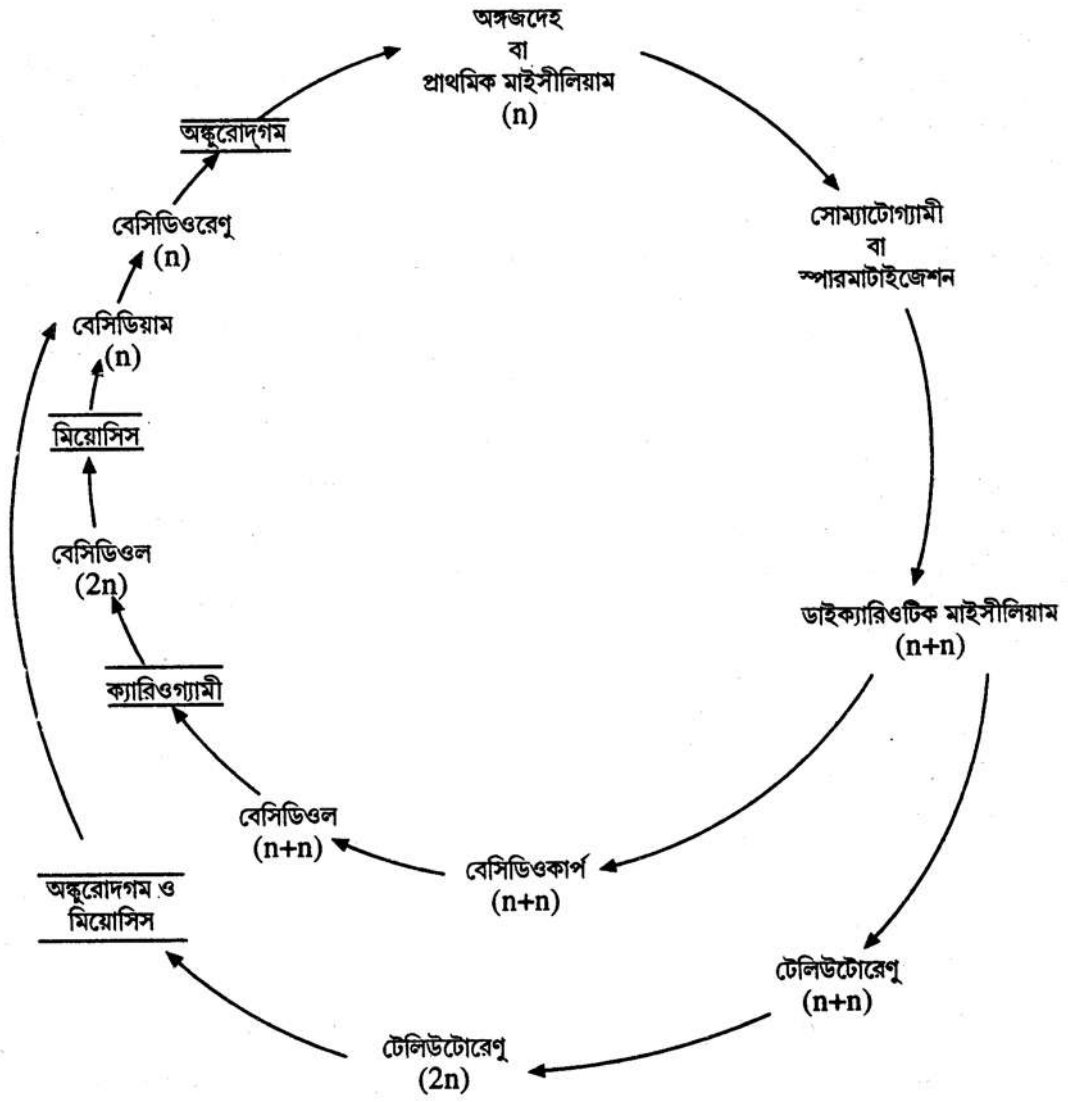 অঙ্গজদেহ
বা
প্রাথমিক মাইসীলিয়াম
(n)
অঙ্কুরোদ্‌গম
বেসিডিওরেণু
(n)
সোম্যাটোগ্যামী
বা
স্পারমাটাইজেশন
বেসিডিয়াম
(n)
মিয়োসিস
বেসিডিওল
(2n)
ডাইক্যারিওটিক মাইসীলিয়াম
(n+n)
ক্যারিওগ্যামী
বেসিডিওল
(n+n)
বেসিডিওকার্প
(n+n)
অঙ্কুরোদগম ও
মিয়োসিস
টেলিউটোরেণু
(n+n)
টেলিউটোরেণু
(2n)